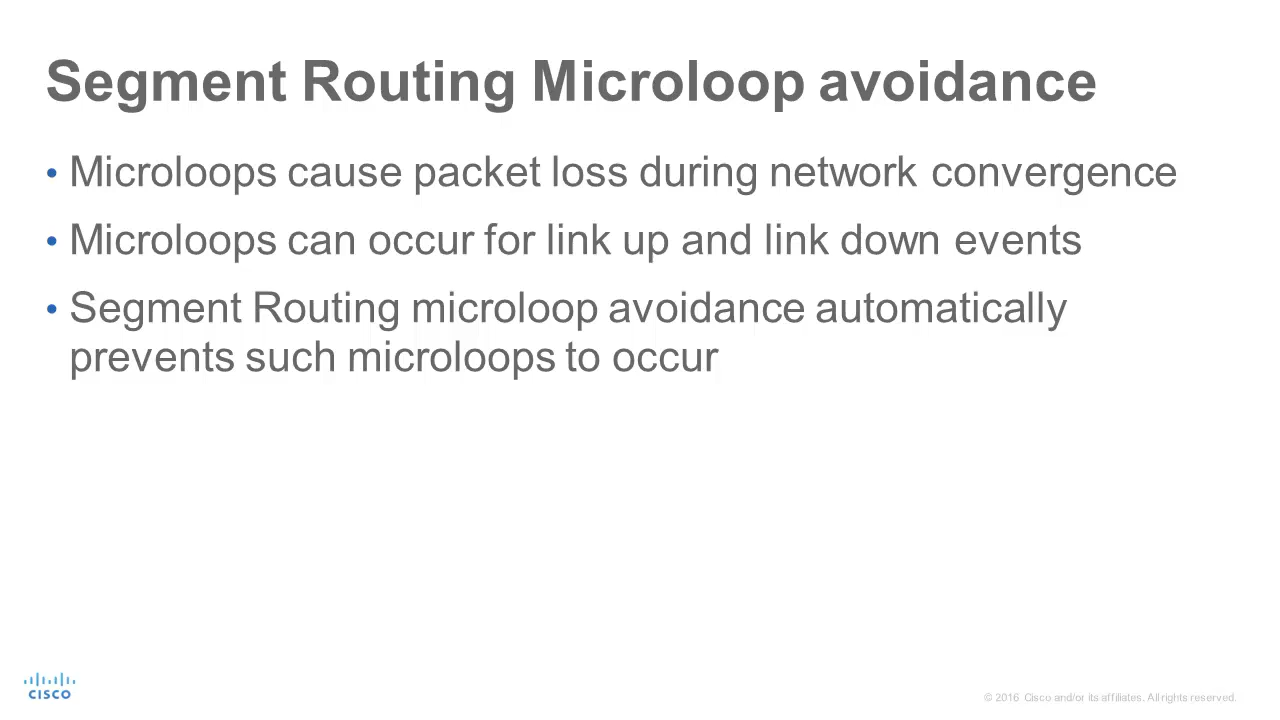 Segment Routing Microloop avoidance
• Microloops cause packet loss during network convergence
• Microloops can occur for link up and link down events
• Segment Routing microloop avoidance automatically
prevents such microloops to occur
CISCO
© 2016 Cisco and/or its affiliates. All rights reserved.